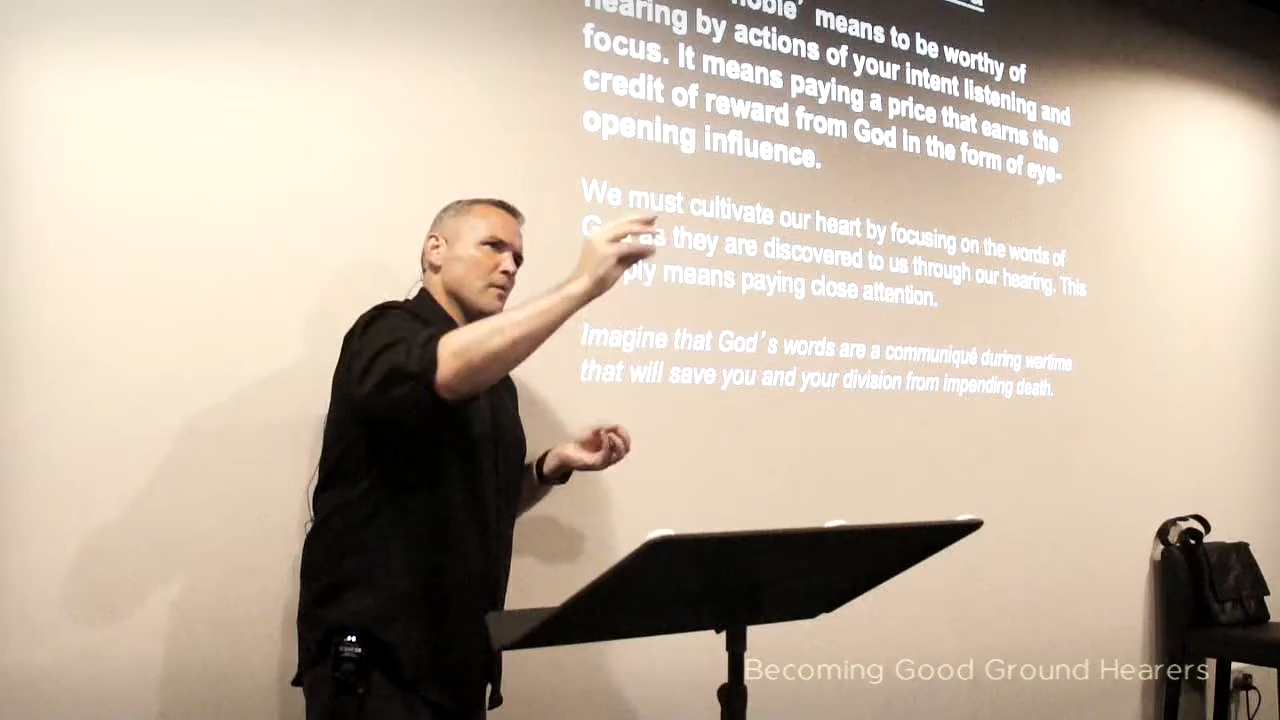 noble’ means to be worthy of
hearing by actions of your intent listening and
focus. It means paying a price that earns the
credit of reward from God in the form of eye-
opening influence.
We must cultivate our heart by focusing on the words of
as they are discovered to us through our hearing. This
means paying close attention.
Imagine that God’s words are a communiqué during wartime
that will save you and your division from impending death.
Becoming Good Ground Hearers